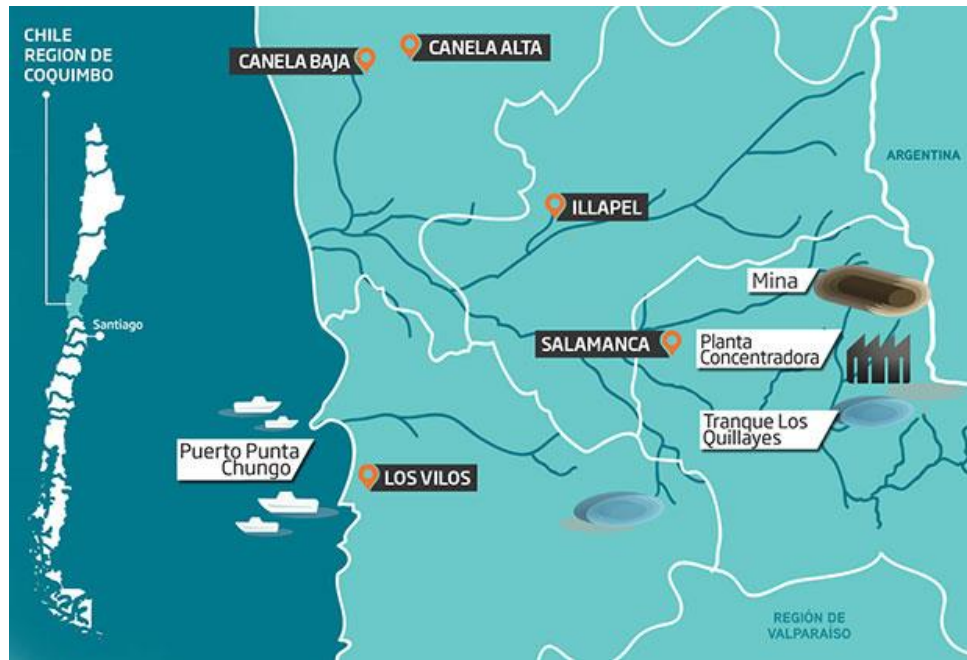 CHILE
REGION DE
COQUIMBO
Santiago
CANELA BAJA
CANELA ALTA
ARGENTINA
ILLAPEL
Mina
SALAMANCA
Planta
Concentradora
Tranque Los
Quillayes
Puerto Punta
Chungo
LOS VILOS
REGIÓN DE
VALPARAÍSO